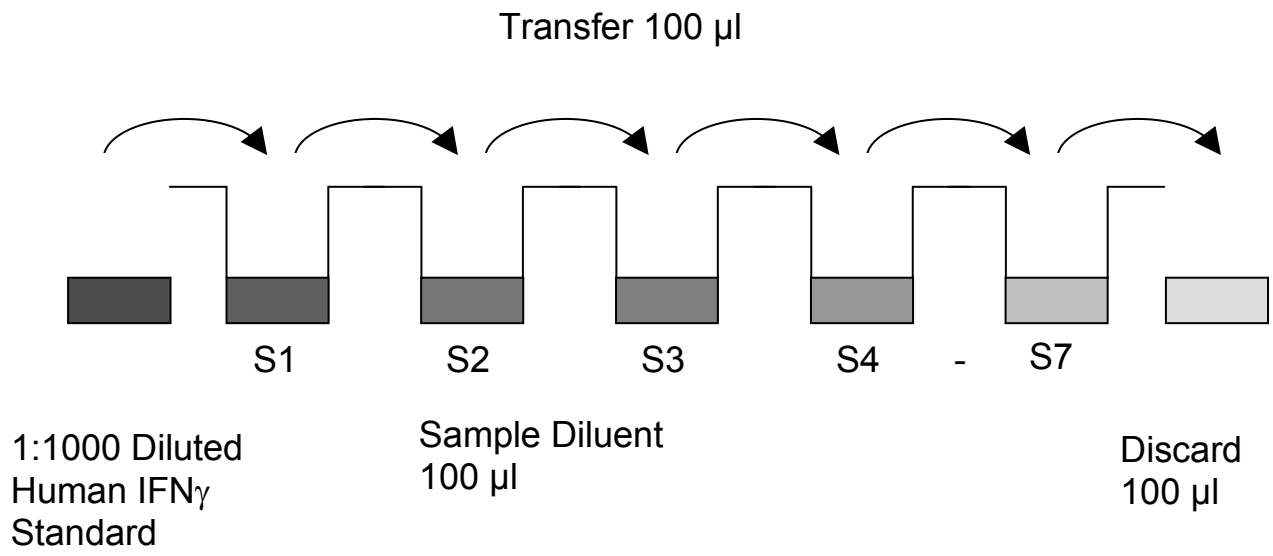 Transfer 100 µl
S1 S2 S3 S4 - S7
1:1000 Diluted
Human IFNγ
Standard
Sample Diluent
100 µl
Discard
100 µl